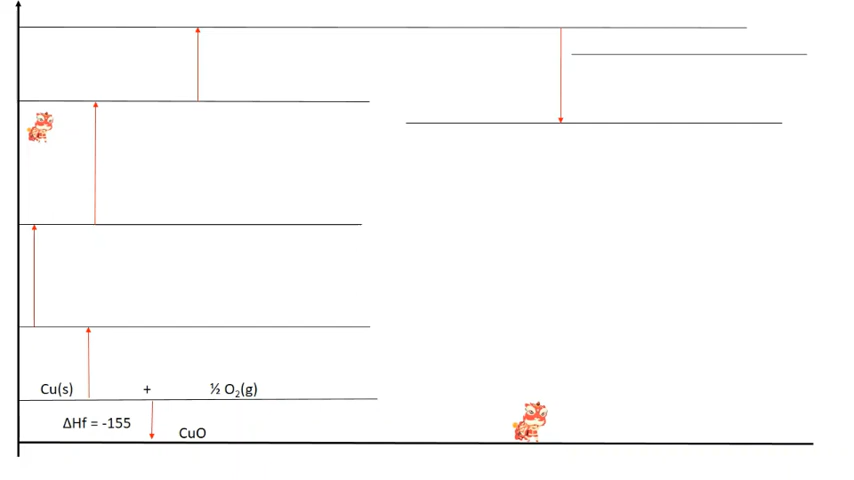 Cu(s) + ½ O₂(g)
ΔHf = -155
CuO